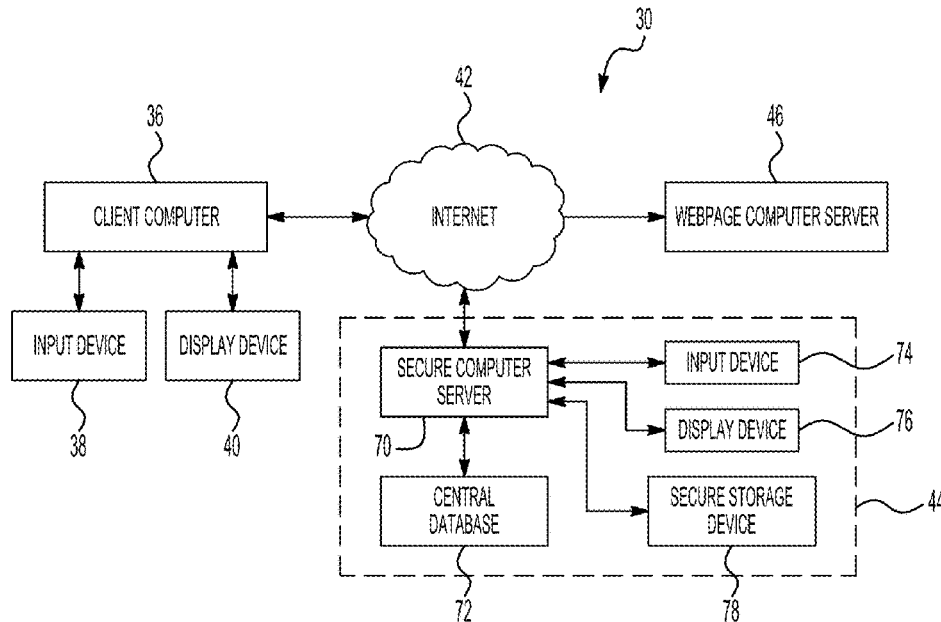 30
42
36
46
CLIENT COMPUTER
INTERNET
WEBPAGE COMPUTER SERVER
INPUT DEVICE
DISPLAY DEVICE
38
40
SECURE COMPUTER
SERVER
70
INPUT DEVICE
74
DISPLAY DEVICE
76
CENTRAL
DATABASE
72
SECURE STORAGE
DEVICE
78
44